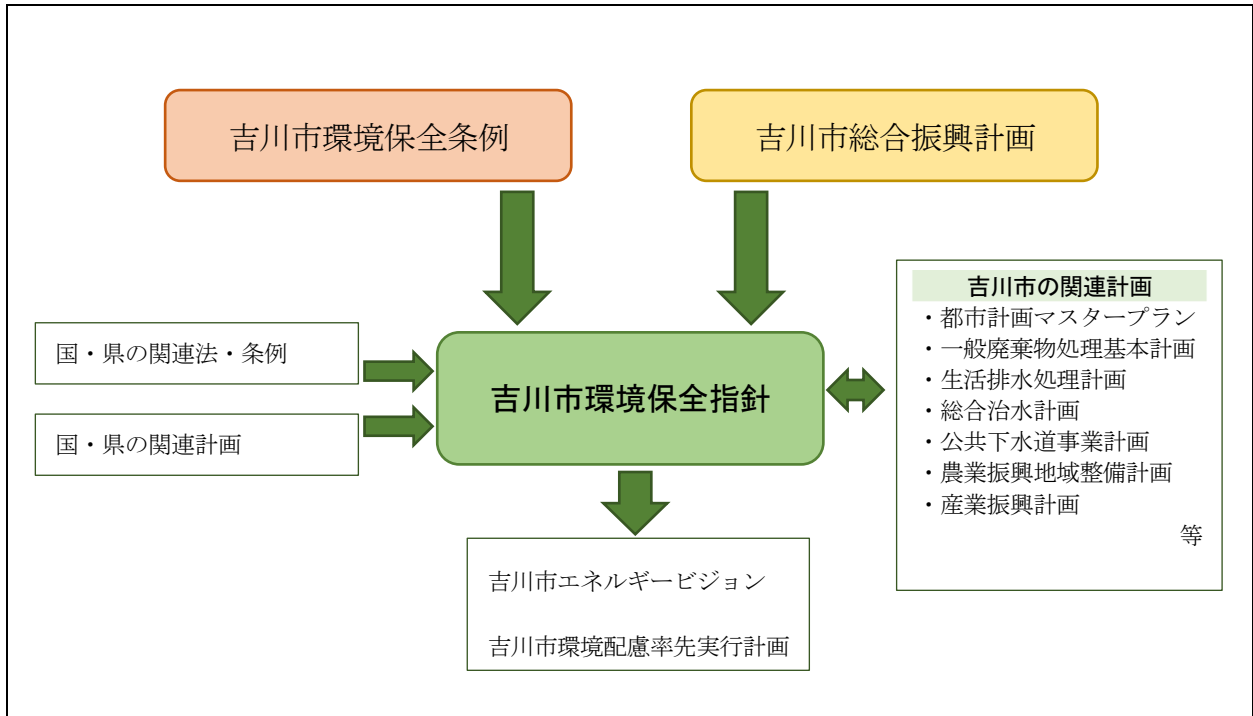 吉川市環境保全条例
吉川市総合振興計画
国・県の関連法・条例
国・県の関連計画
吉川市環境保全指針
吉川市の関連計画
・都市計画マスタープラン
・一般廃棄物処理基本計画
・生活排水処理計画
・総合治水計画
・公共下水道事業計画
・農業振興地域整備計画
・産業振興計画
等
吉川市エネルギービジョン
吉川市環境配慮率先実行計画